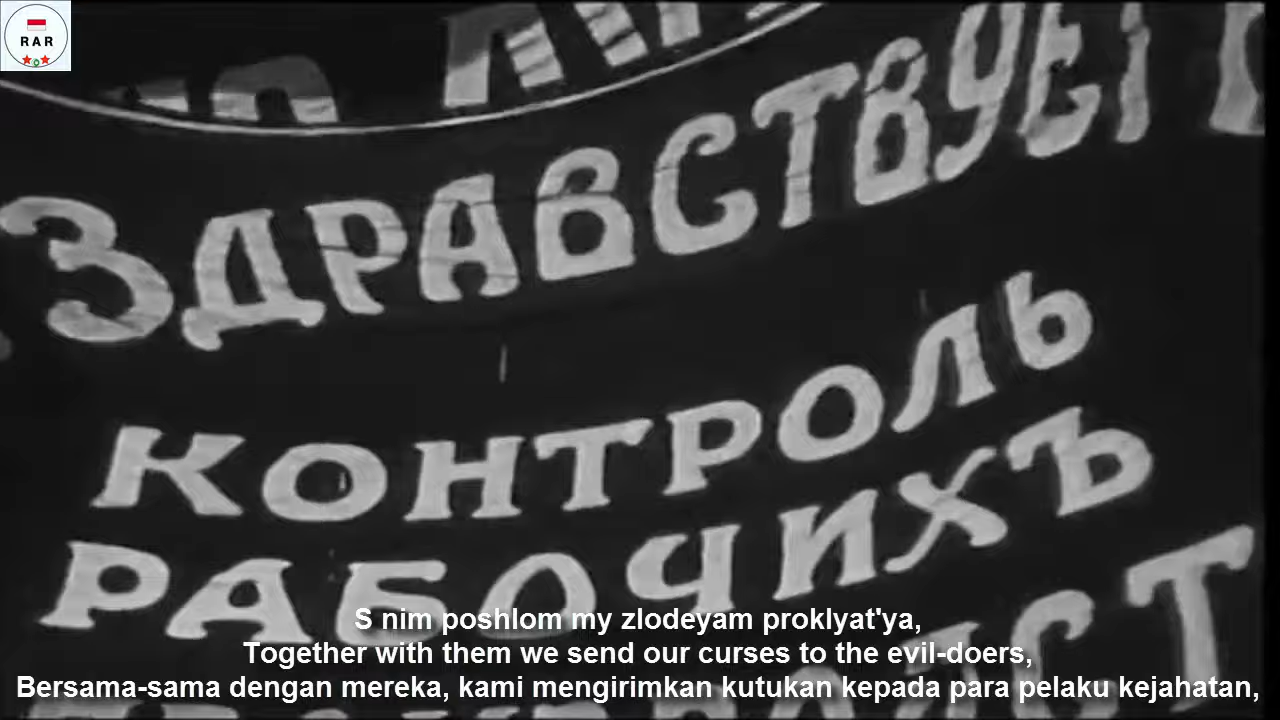 RAR
ЗДРАВСТВУЕТ
КОНТРОЛЬ
РАБОЧИХЪ
S nim poshlom my zlodeyam proklyat'ya,
Together with them we send our curses to the evil-doers,
Bersama-sama dengan mereka, kami mengirimkan kutukan kepada para pelaku kejahatan,